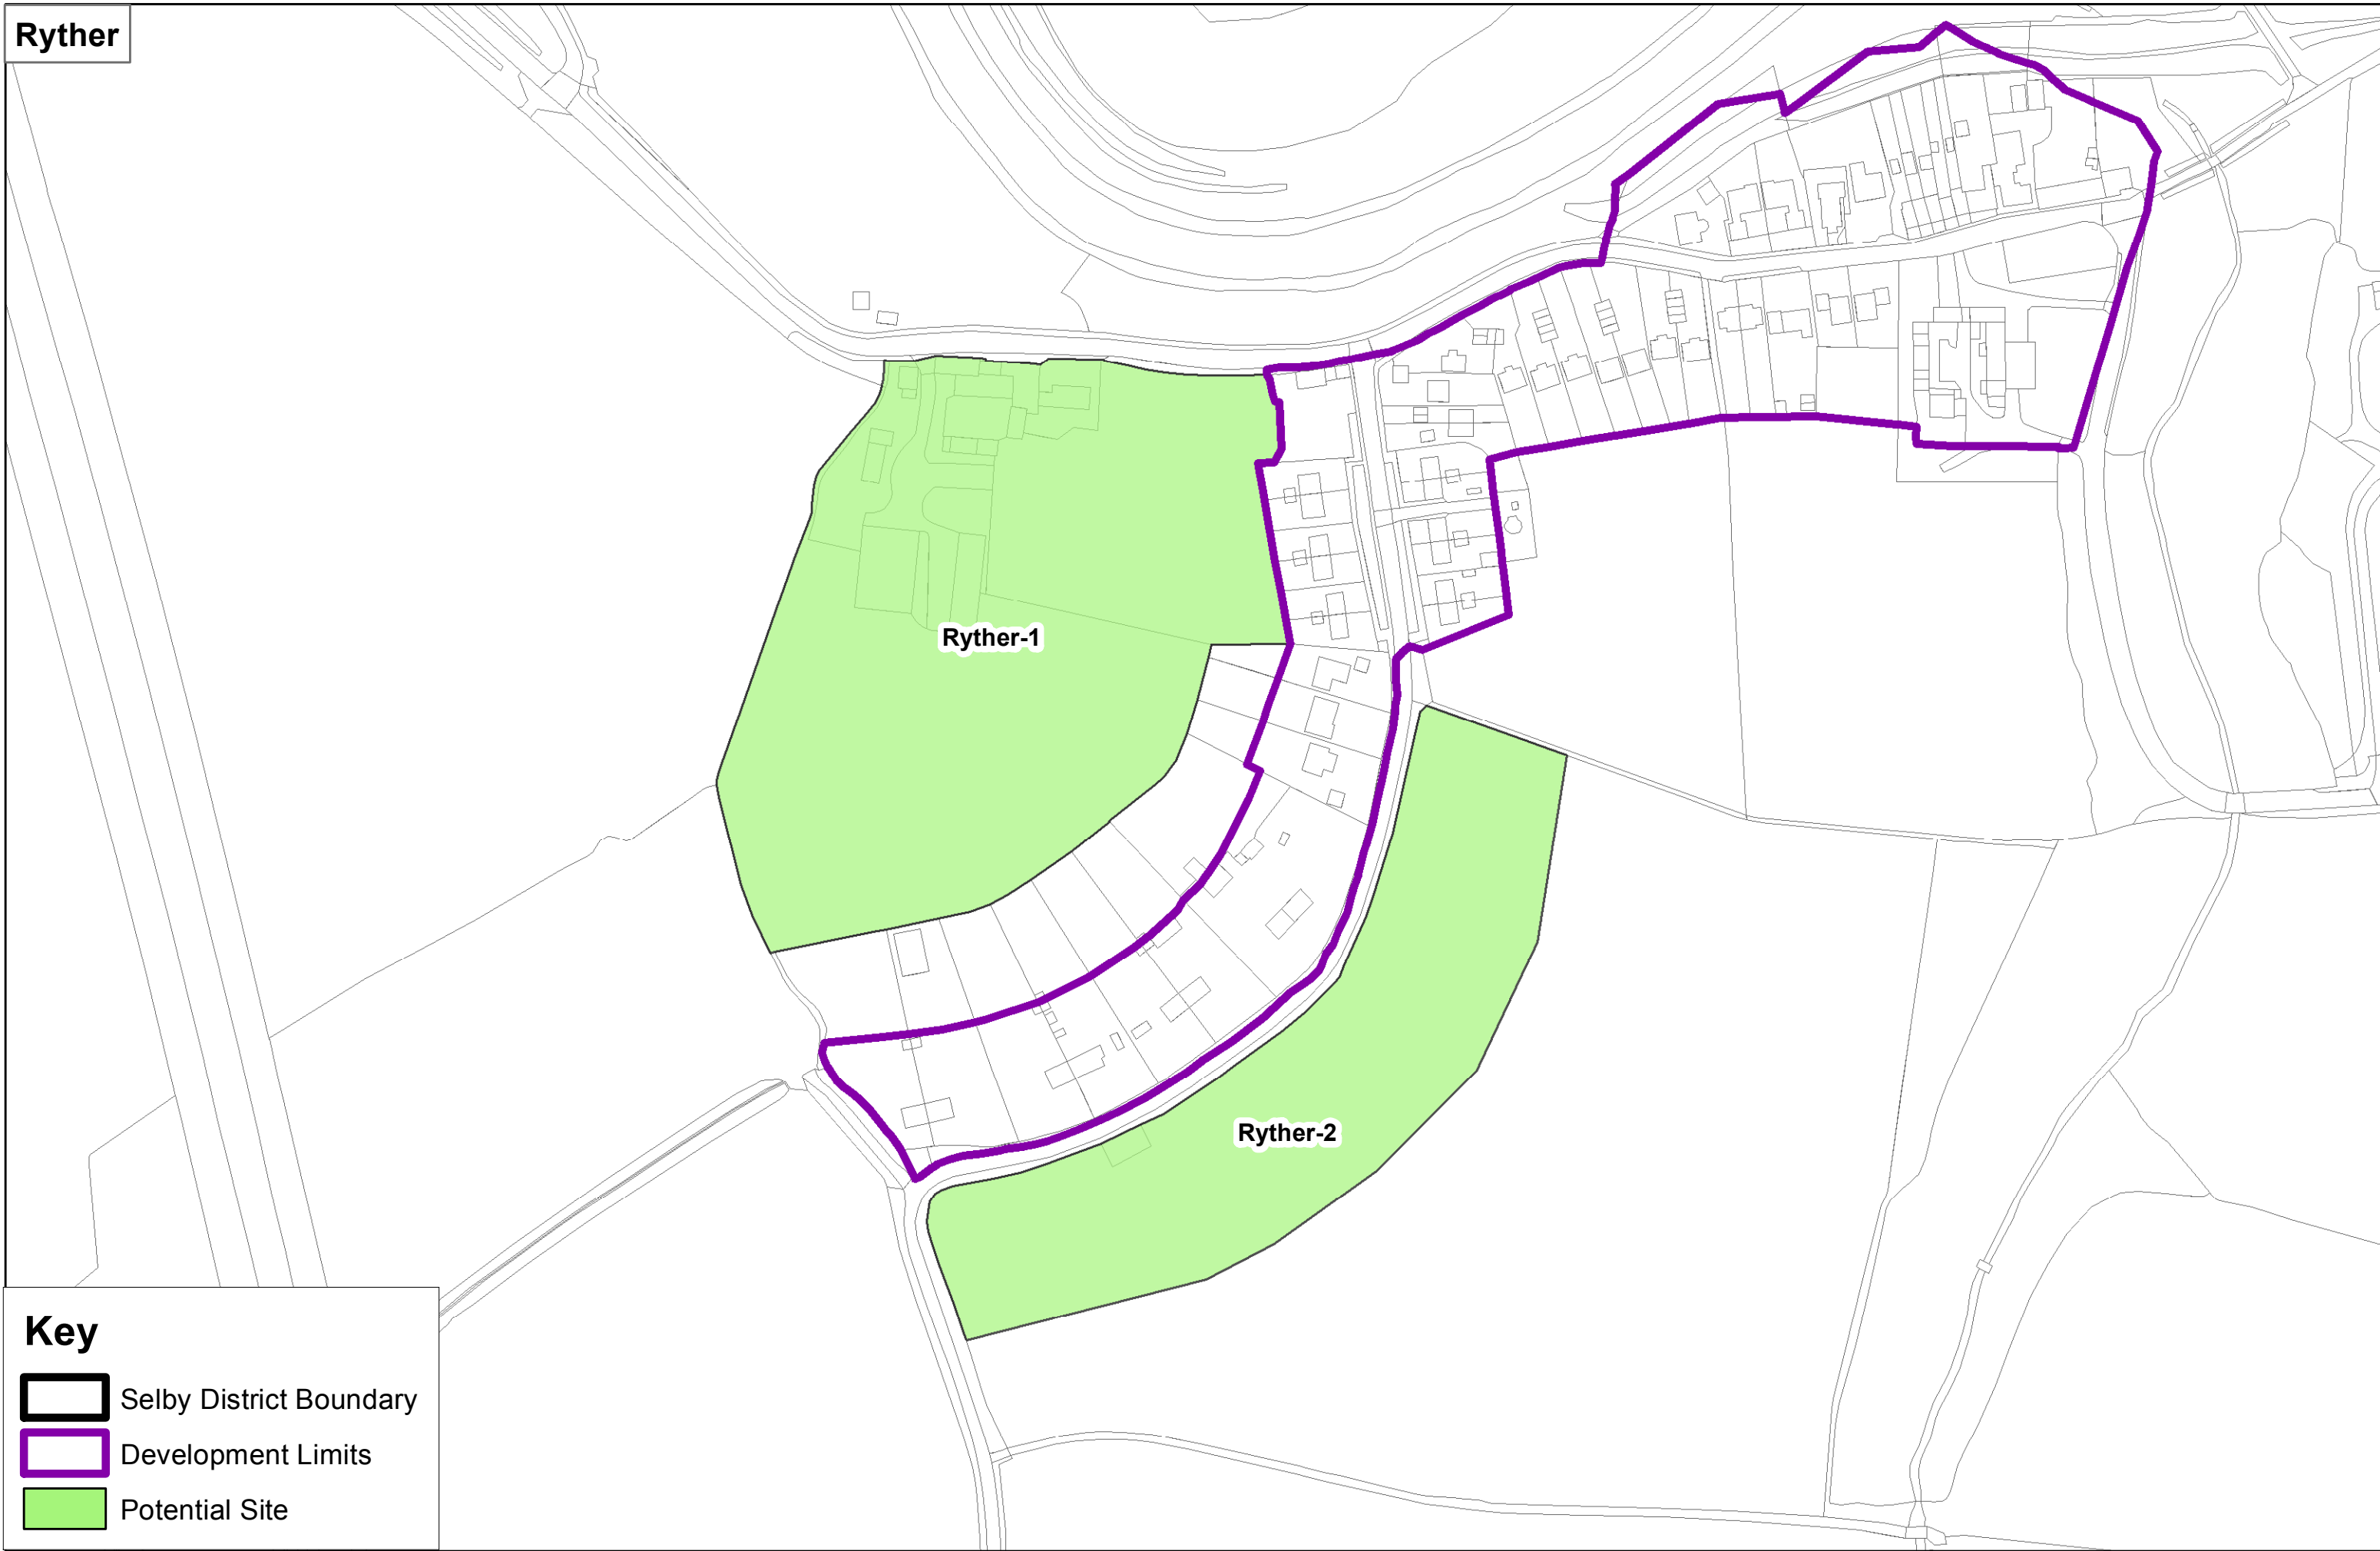 Ryther
Ryther-1
Ryther-2
Key
Selby District Boundary
Development Limits
Potential Site